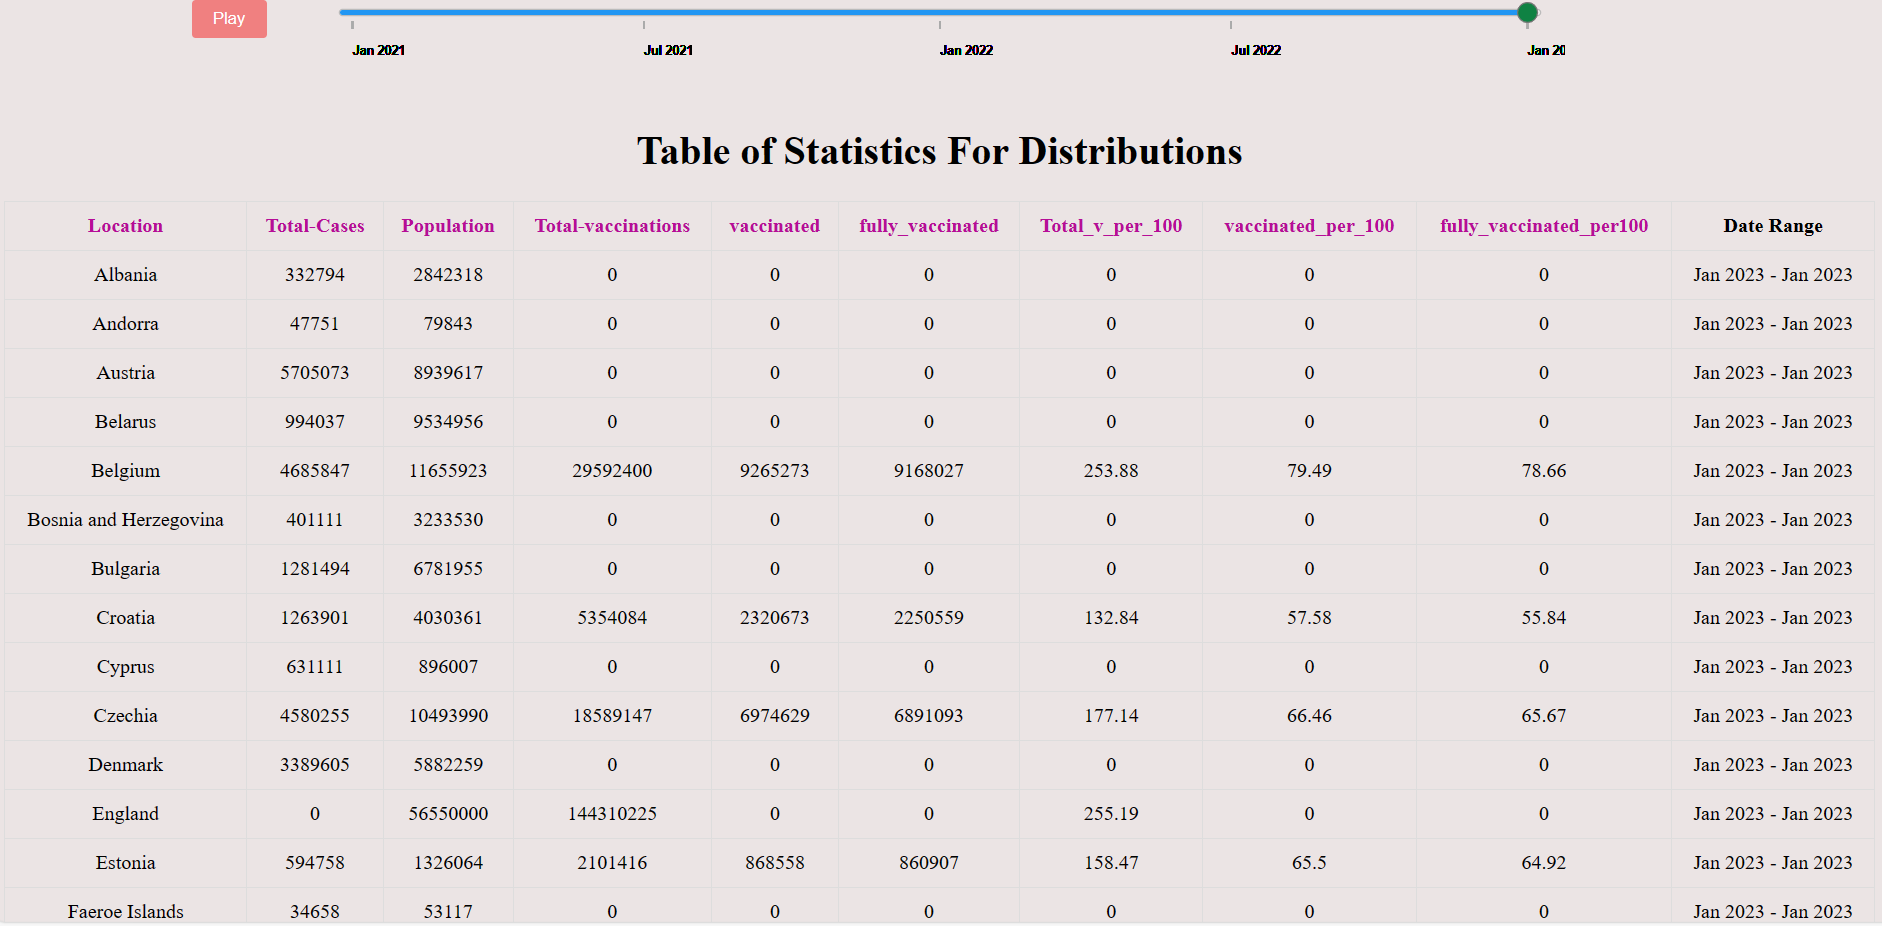 Play
Jan 2021 Jul 2021 Jan 2022 Jul 2022 Jan 20
Table of Statistics For Distributions
Location Total-Cases Population Total-vaccinations vaccinated fully_vaccinated Total_v_per_100 vaccinated_per_100 fully_vaccinated_per100 Date Range
Albania 332794 2842318 0 0 0 0 0 0 Jan 2023 - Jan 2023
Andorra 47751 79843 0 0 0 0 0 0 Jan 2023 - Jan 2023
Austria 5705073 8939617 0 0 0 0 0 0 Jan 2023 - Jan 2023
Belarus 994037 9534956 0 0 0 0 0 0 Jan 2023 - Jan 2023
Belgium 4685847 11655923 29592400 9265273 9168027 253.88 79.49 78.66 Jan 2023 - Jan 2023
Bosnia and Herzegovina 401111 3233530 0 0 0 0 0 0 Jan 2023 - Jan 2023
Bulgaria 1281494 6781955 0 0 0 0 0 0 Jan 2023 - Jan 2023
Croatia 1263901 4030361 5354084 2320673 2250559 132.84 57.58 55.84 Jan 2023 - Jan 2023
Cyprus 631111 896007 0 0 0 0 0 0 Jan 2023 - Jan 2023
Czechia 4580255 10493990 18589147 6974629 6891093 177.14 66.46 65.67 Jan 2023 - Jan 2023
Denmark 3389605 5882259 0 0 0 0 0 0 Jan 2023 - Jan 2023
England 0 56550000 144310225 0 0 255.19 0 0 Jan 2023 - Jan 2023
Estonia 594758 1326064 2101416 868558 860907 158.47 65.5 64.92 Jan 2023 - Jan 2023
Faeroe Islands 34658 53117 0 0 0 0 0 0 Jan 2023 - Jan 2023